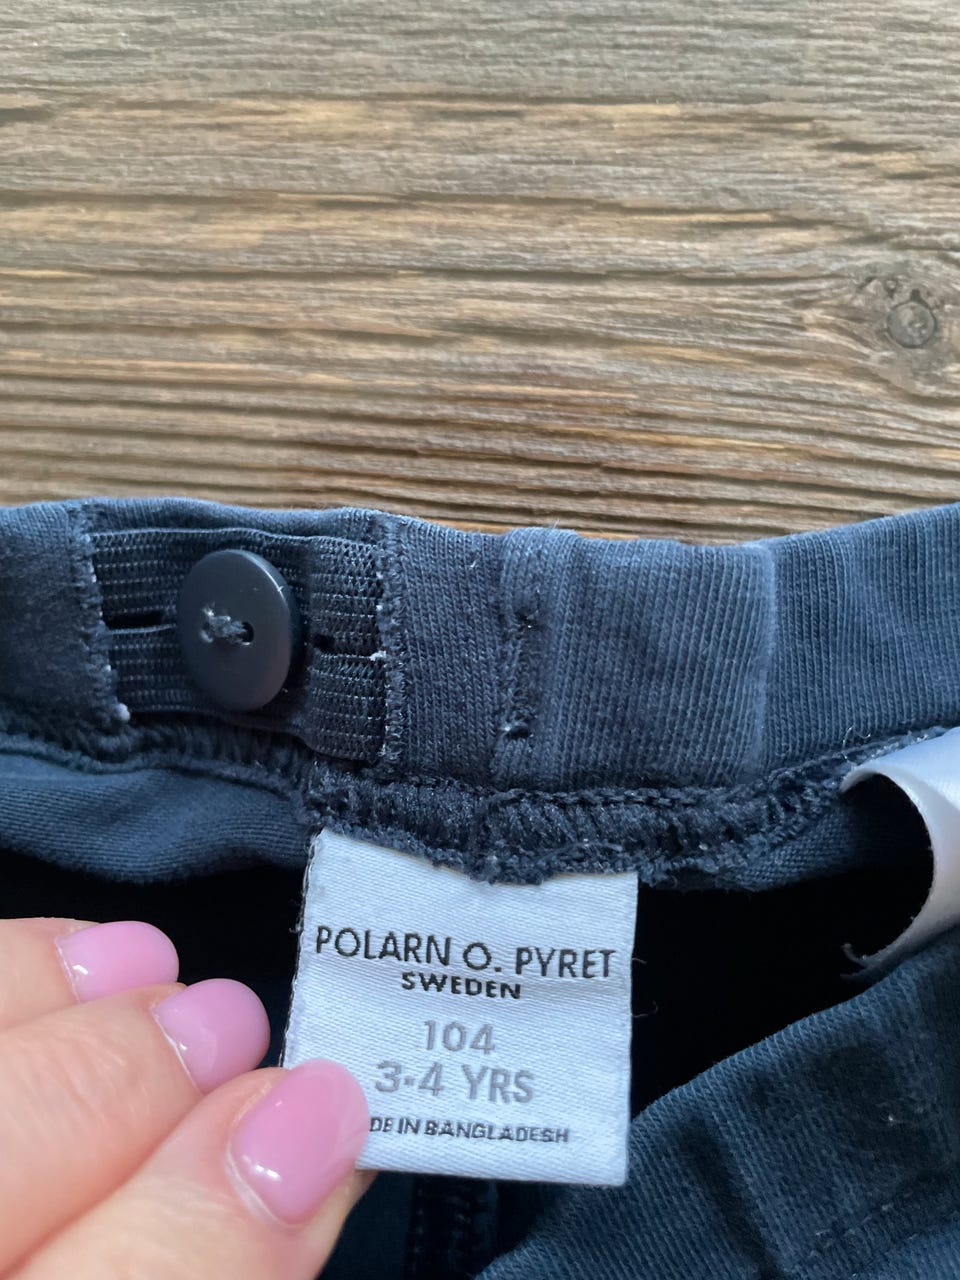 POLARN O. PYRET
SWEDEN
104
3-4 YRS
DE IN BANGLADESH